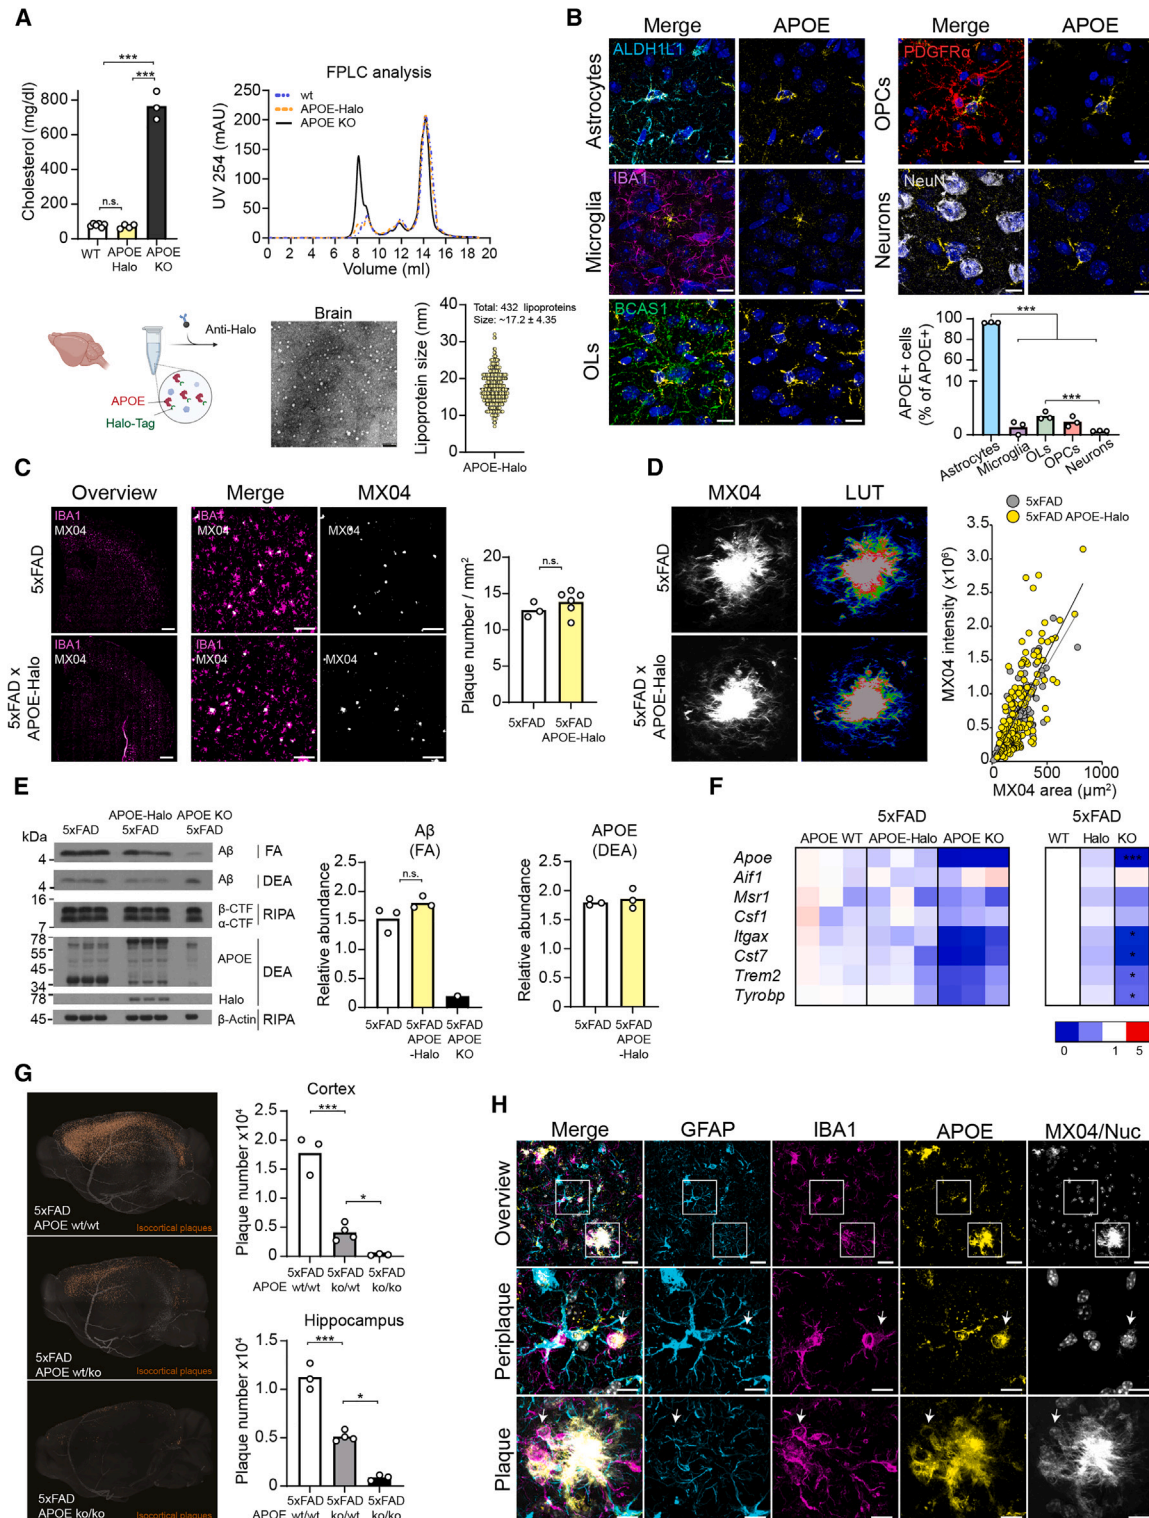 A
***
***
n.s.
Cholesterol (mg/dl)
800
600
400
200
0
WT
APOE Halo
APOE KO
FPLC analysis
wt
APOE-Halo
APOE KO
UV 254 (mAU)
250
200
150
100
50
0
0 2 4 6 8 10 12 14 16 18 20
Volume (ml)
Anti-Halo
APOE
Halo-Tag
Brain
Lipoprotein size (nm)
40
30
20
10
0
Total: 432 lipoproteins
Size: ~17.2 ± 4.35
APOE-Halo
B
Merge
APOE
Merge
APOE
Astrocytes
ALDH1L1
OPCs
PDGFRα
Microglia
IBA1
Neurons
NeuN
OLs
BCAS1
APOE+ cells
(% of APOE+)
100
80
60
40
20
10
0
***
***
Astrocytes
Microglia
OLs
OPCs
Neurons
C
Overview
Merge
MX04
5xFAD
IBA1
MX04
IBA1
MX04
MX04
5xFAD x
APOE-Halo
IBA1
MX04
IBA1
MX04
MX04
Plaque number / mm²
20
15
10
5
0
n.s.
5xFAD
5xFAD
APOE-Halo
D
MX04
LUT
5xFAD
5xFAD x
APOE-Halo
5xFAD
5xFAD APOE-Halo
MX04 intensity (x10⁶)
3.5
3.0
2.5
2.0
1.5
1.0
0.5
0
0
500
1000
MX04 area (µm²)
E
5xFAD
APOE-Halo
5xFAD
APOE KO
5xFAD
kDa
4
Aβ
FA
4
Aβ
DEA
16
7
β-CTF
α-CTF
RIPA
78
55
45
34
APOE
DEA
78
Halo
45
β-Actin
RIPA
Aβ
(FA)
Relative abundance
2.5
2.0
1.5
1.0
0.5
0
n.s.
5xFAD
5xFAD
APOE
-Halo
5xFAD
APOE
KO
APOE
(DEA)
Relative abundance
2.5
2.0
1.5
1.0
0.5
0
5xFAD
5xFAD
APOE
-Halo
F
5xFAD
APOE WT
APOE-Halo
APOE KO
5xFAD
WT
Halo
KO
Apoe
***
Aif1
Msr1
Csf1
Itgax
*
Cst7
*
Trem2
*
Tyrobp
*
0
1
5
G
5xFAD
APOE wt/wt
Isocortical plaques
5xFAD
APOE wt/ko
Isocortical plaques
5xFAD
APOE ko/ko
Isocortical plaques
Cortex
Plaque number x10⁴
2.5
2.0
1.5
1.0
0.5
0
***
*
5xFAD 5xFAD 5xFAD
APOE wt/wt ko/wt ko/ko
Hippocampus
Plaque number x10⁴
1.5
1.0
0.5
0
***
*
5xFAD 5xFAD 5xFAD
APOE wt/wt ko/wt ko/ko
H
Merge
GFAP
IBA1
APOE
MX04/Nuc
Overview
Periplaque
Plaque